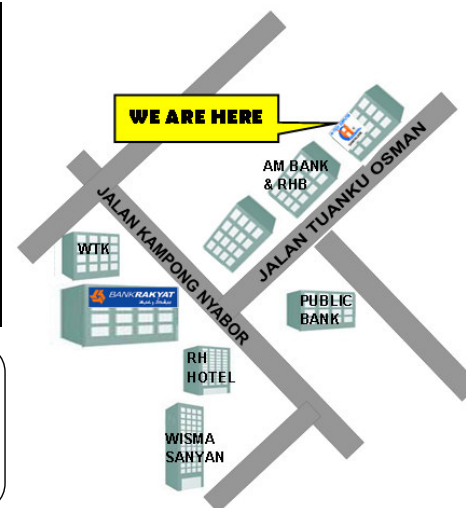 WE ARE HERE
AM BANK
& RHB
JALAN TUANKU OSMAN
JALAN KAMPONG NYABOR
WTK
BANKRAKYAT
PUBLIC
BANK
RH
HOTEL
WISMA
SANYAN